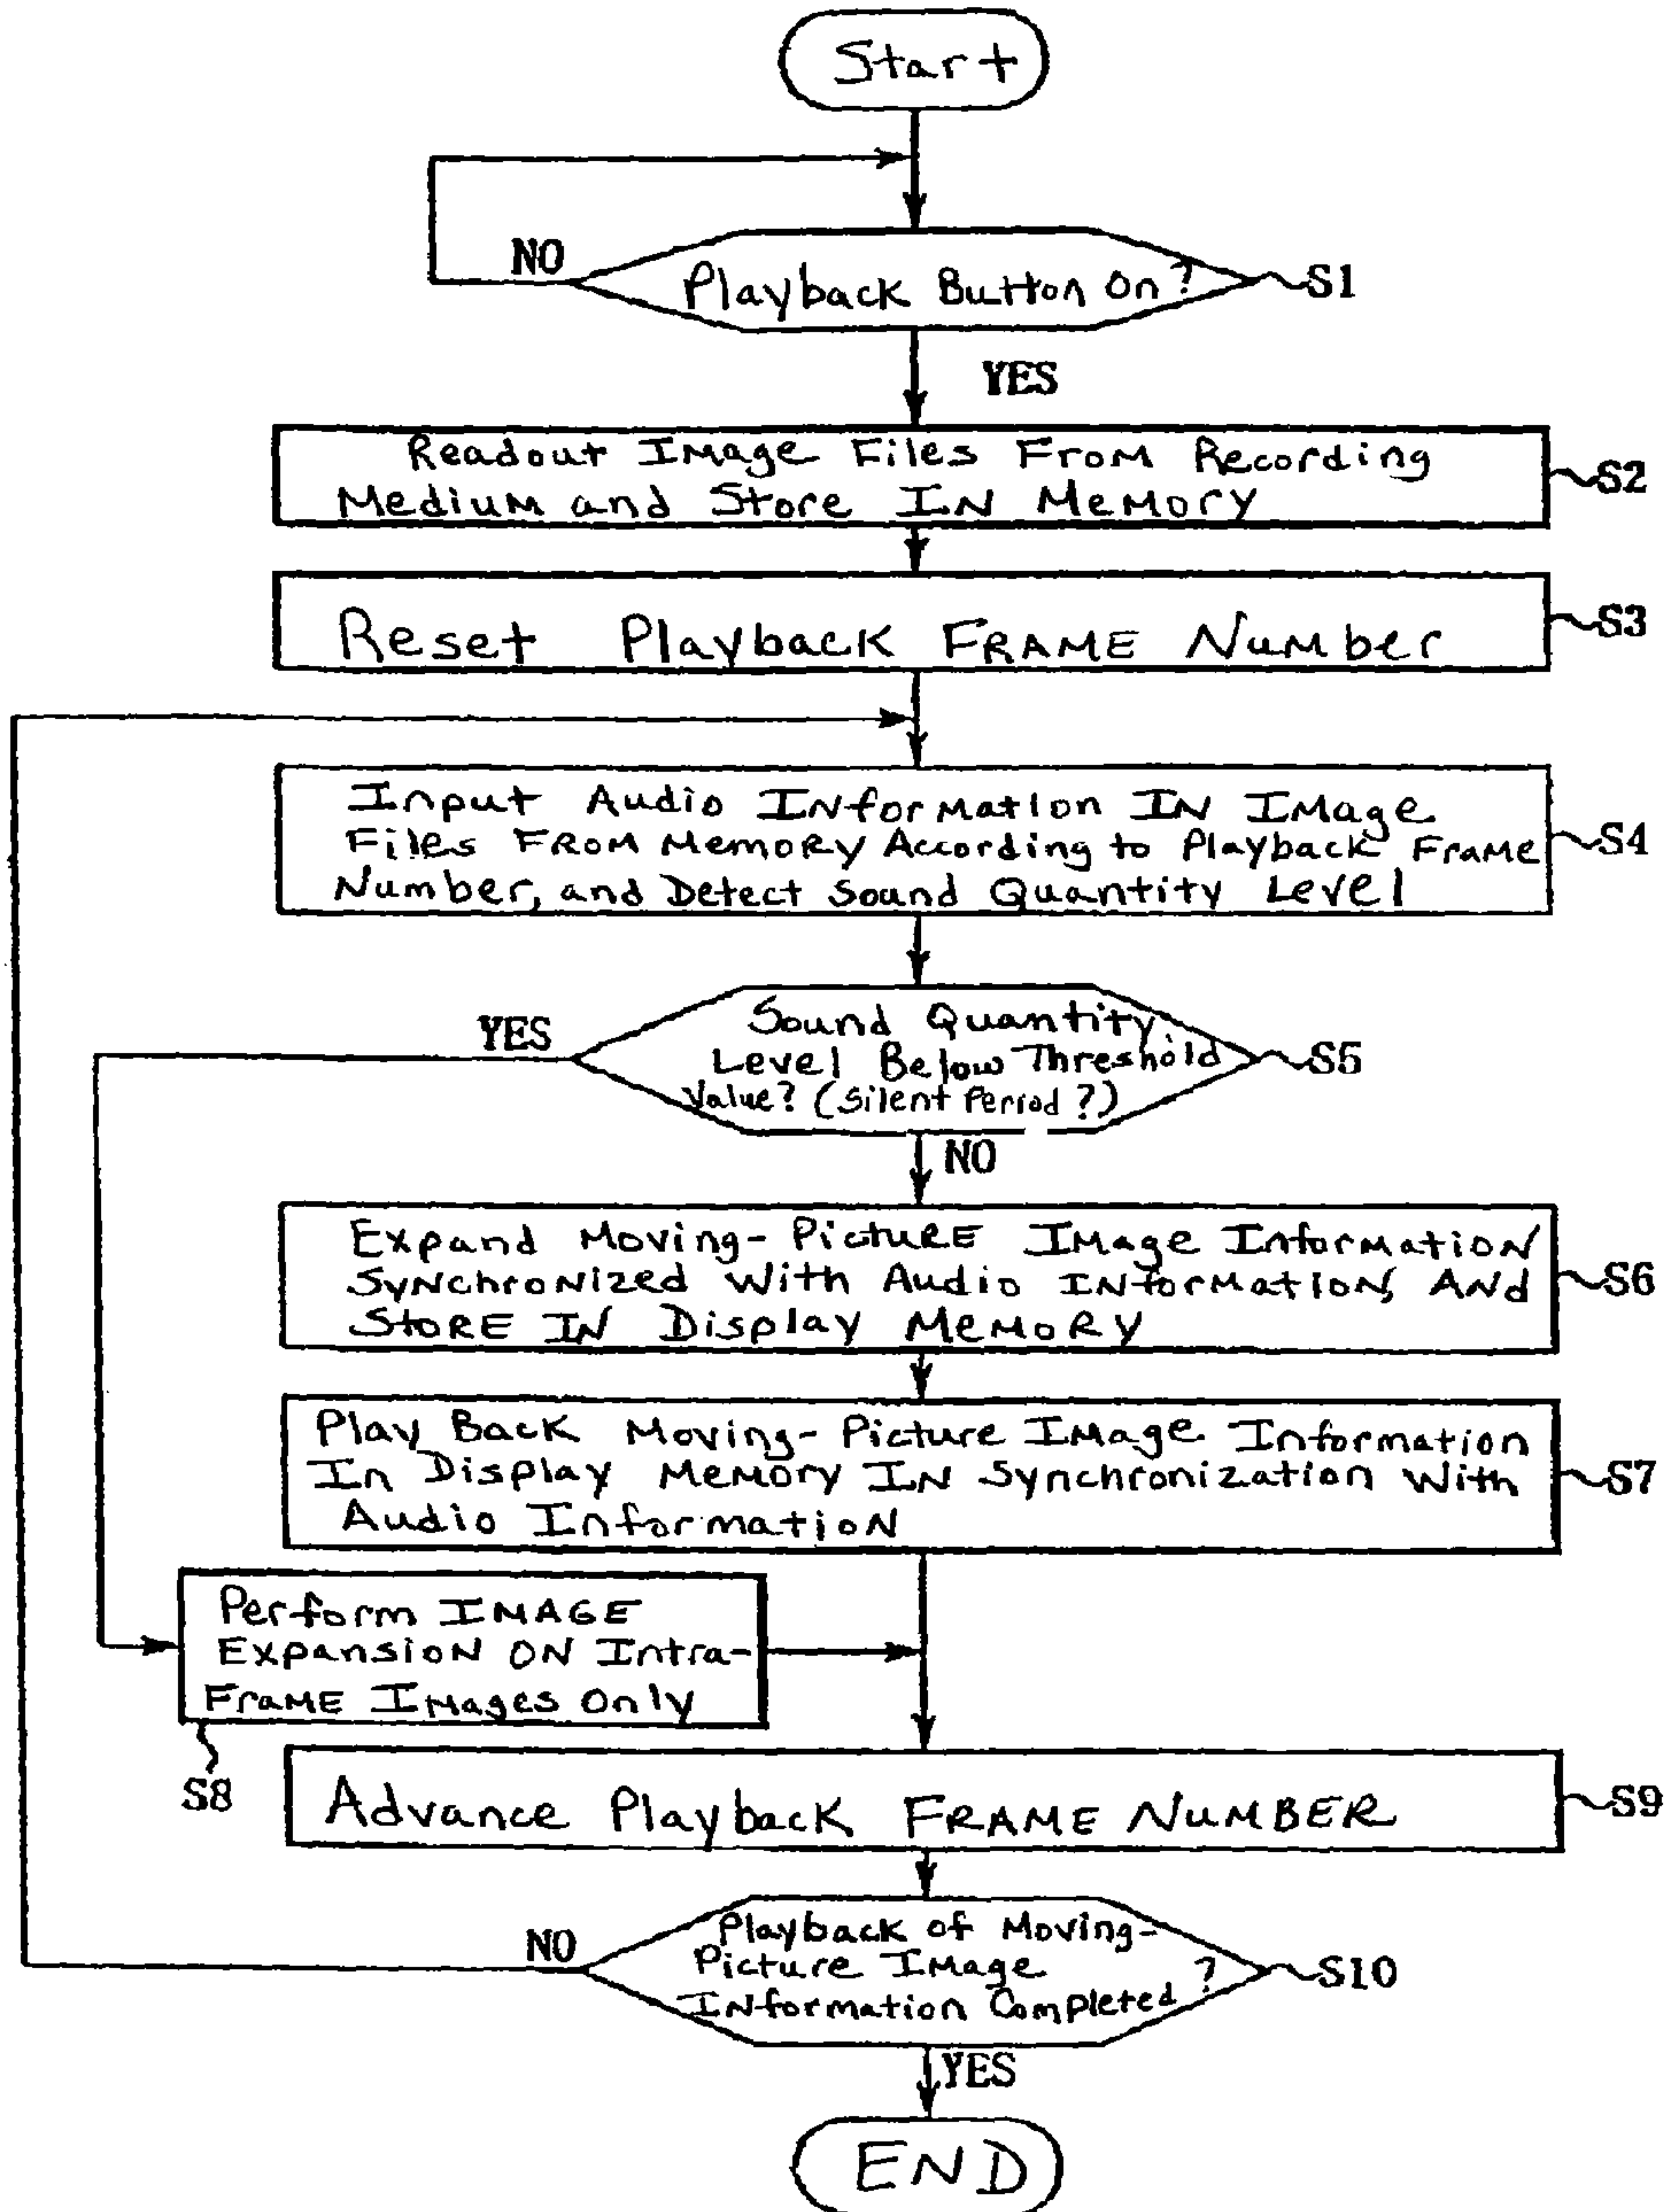 Start
NO
Playback Button On?
S1
YES
Readout Image Files From Recording
Medium and Store In Memory
S2
Reset Playback Frame Number
S3
Input Audio Information In Image
Files From Memory According to Playback Frame
Number, and Detect Sound Quantity Level
S4
YES
Sound Quantity
Level Below Threshold
Value? (Silent Period?)
S5
NO
Expand Moving-Picture Image Information
Synchronized With Audio Information, And
Store In Display Memory
S6
Play Back Moving-Picture Image Information
In Display Memory In Synchronization With
Audio Information
S7
Perform Image
Expansion On Intra-
Frame Images Only
S8
Advance Playback Frame Number
S9
NO
Playback of Moving-
Picture Image
Information Completed?
S10
YES
END